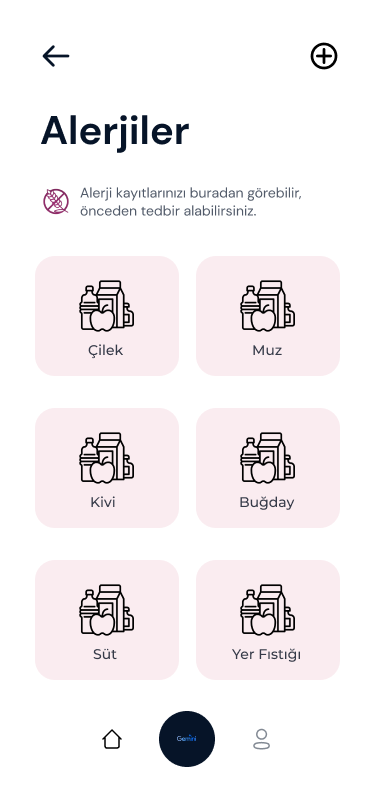 Alerjiler
Alerji kayıtlarınızı buradan görebilir,
önceden tedbir alabilirsiniz.
Çilek
Muz
Kivi
Buğday
Süt
Yer Fıstığı
Gemini